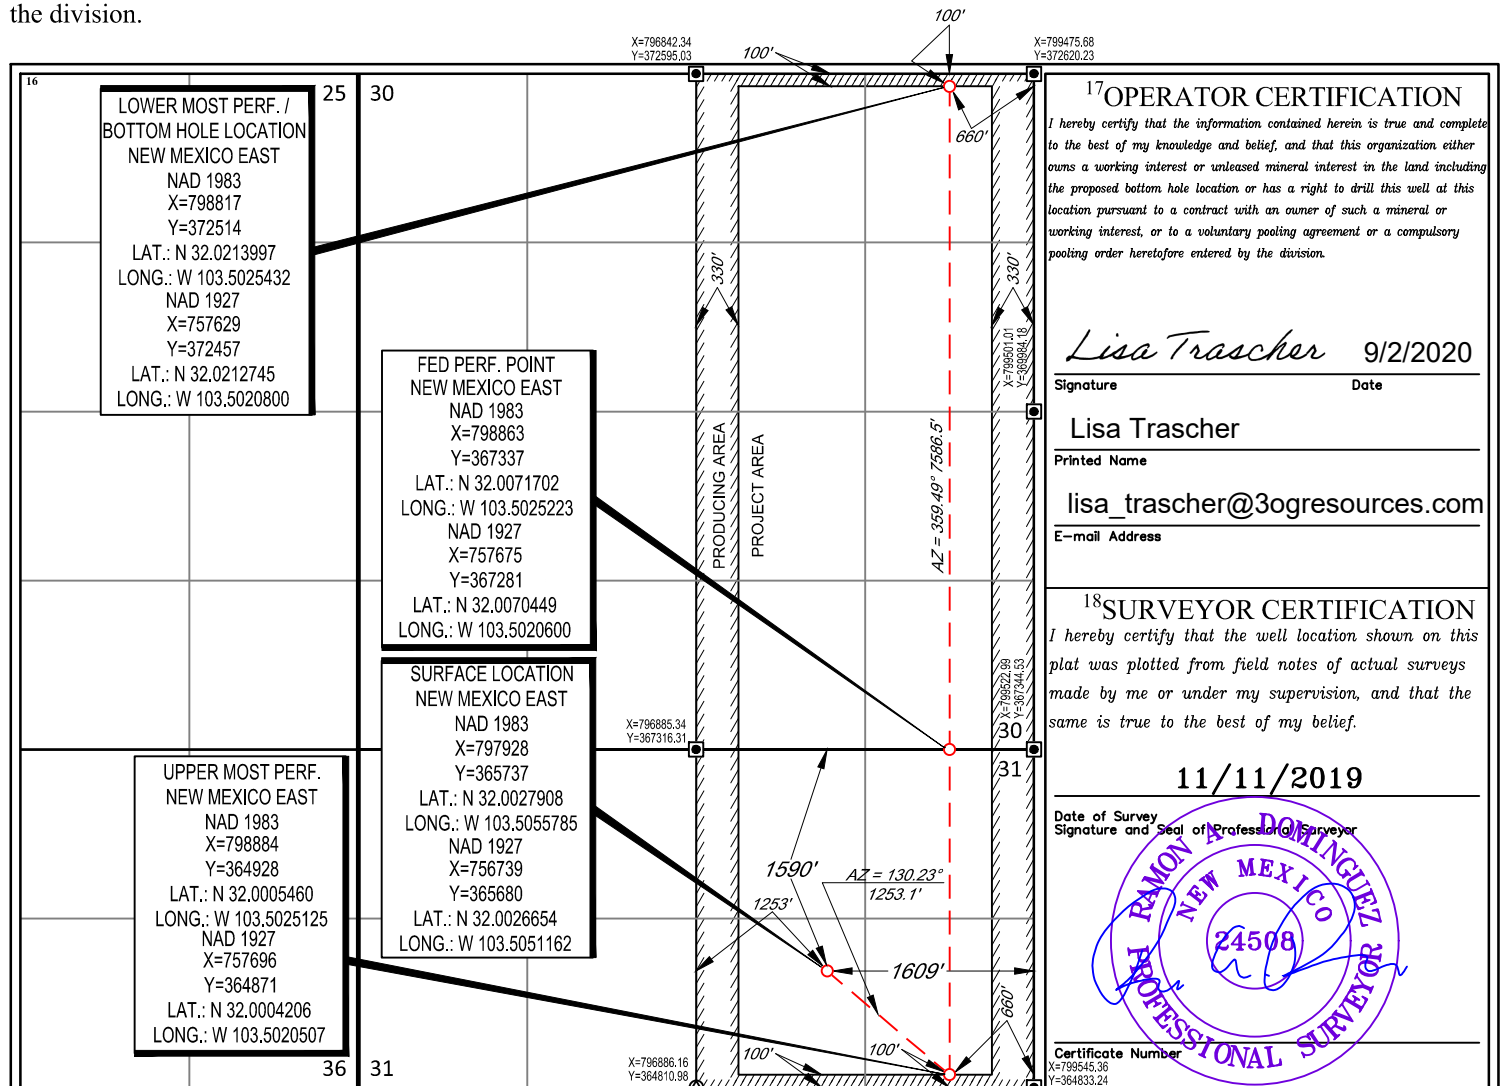 the division.
16
25
30
X=796842.34
Y=372595.03
100'
100'
X=799475.68
Y=372620.23
660'
LOWER MOST PERF. /
BOTTOM HOLE LOCATION
NEW MEXICO EAST
NAD 1983
X=798817
Y=372514
LAT.: N 32.0213997
LONG.: W 103.5025432
NAD 1927
X=757629
Y=372457
LAT.: N 32.0212745
LONG.: W 103.5020800
330'
330'
X=799501.01
Y=369984.18
FED PERF. POINT
NEW MEXICO EAST
NAD 1983
X=798863
Y=367337
LAT.: N 32.0071702
LONG.: W 103.5025223
NAD 1927
X=757675
Y=367281
LAT.: N 32.0070449
LONG.: W 103.5020600
PRODUCING AREA
PROJECT AREA
AZ = 359.49° 7586.5'
X=799522.99
Y=367344.53
30
31
X=796885.34
Y=367316.31
SURFACE LOCATION
NEW MEXICO EAST
NAD 1983
X=797928
Y=365737
LAT.: N 32.0027908
LONG.: W 103.5055785
NAD 1927
X=756739
Y=365680
LAT.: N 32.0026654
LONG.: W 103.5051162
UPPER MOST PERF.
NEW MEXICO EAST
NAD 1983
X=798884
Y=364928
LAT.: N 32.0005460
LONG.: W 103.5025125
NAD 1927
X=757696
Y=364871
LAT.: N 32.0004206
LONG.: W 103.5020507
1590'
AZ = 130.23°
1253.1'
1253'
1609'
660'
100'
100'
X=796886.16
Y=364810.98
36
31
17OPERATOR CERTIFICATION
I hereby certify that the information contained herein is true and complete
to the best of my knowledge and belief, and that this organization either
owns a working interest or unleased mineral interest in the land including
the proposed bottom hole location or has a right to drill this well at this
location pursuant to a contract with an owner of such a mineral or
working interest, or to a voluntary pooling agreement or a compulsory
pooling order heretofore entered by the division.
Lisa Trascher 9/2/2020
Signature Date
Lisa Trascher
Printed Name
lisa_trascher@3ogresources.com
E-mail Address
18SURVEYOR CERTIFICATION
I hereby certify that the well location shown on this
plat was plotted from field notes of actual surveys
made by me or under my supervision, and that the
same is true to the best of my belief.
11/11/2019
Date of Survey
Signature and Seal of Professional Surveyor
RAMON A. DOMINGUEZ
NEW MEXICO
24508
PROFESSIONAL SURVEYOR
Certificate Number
X=799545.36
Y=364833.24